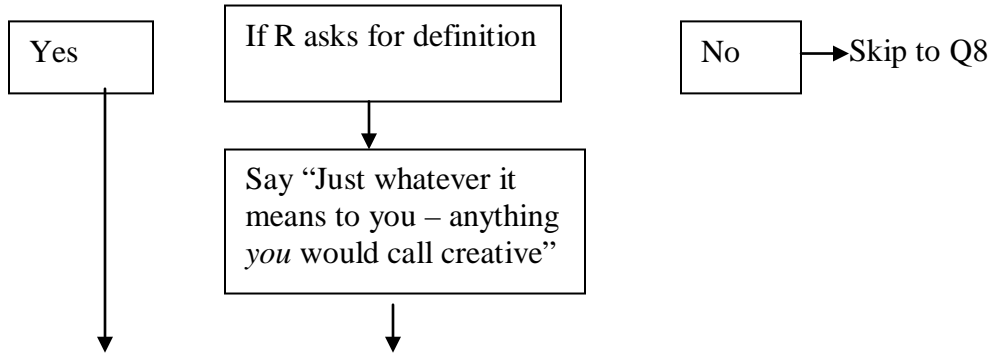 Yes
If R asks for definition
No
Skip to Q8
Say “Just whatever it
means to you – anything
you would call creative”